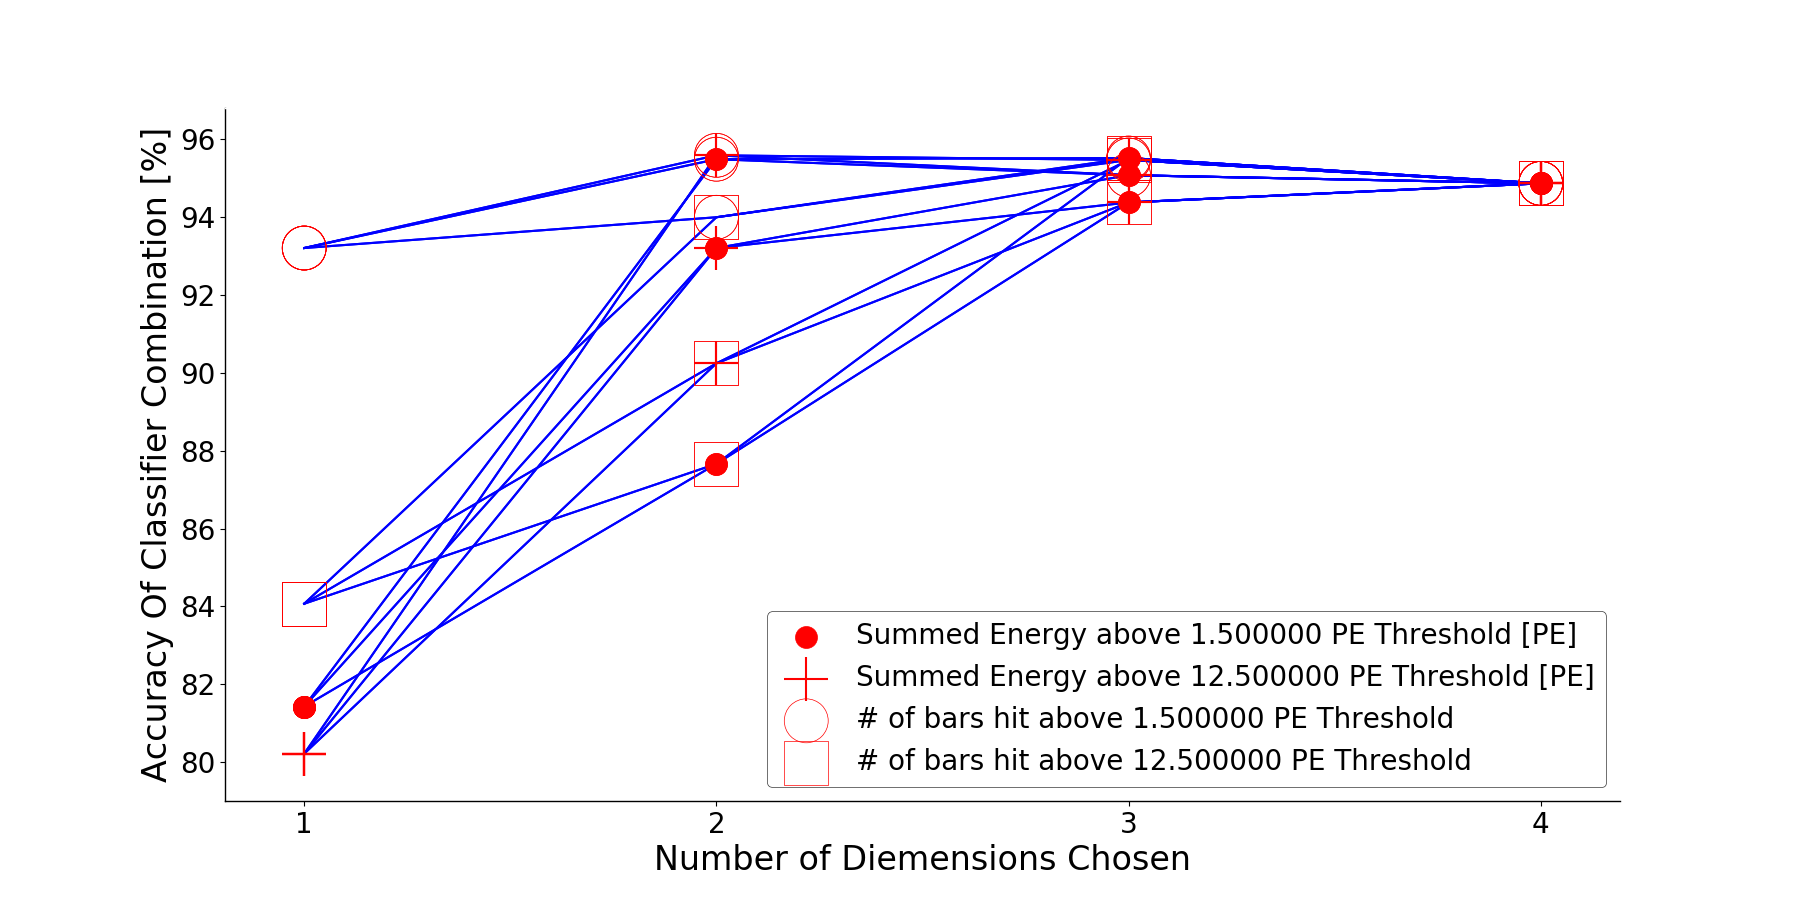 Accuracy Of Classifier Combination [%]
96
94
92
90
88
86
84
82
80
Summed Energy above 1.500000 PE Threshold [PE]
Summed Energy above 12.500000 PE Threshold [PE]
# of bars hit above 1.500000 PE Threshold
# of bars hit above 12.500000 PE Threshold
1 2 3 4
Number of Diemensions Chosen